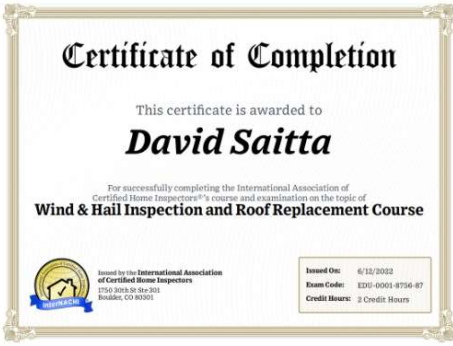 Certificate of Completion
This certificate is awarded to
David Saitta
For successfully completing the International Association of
Certified Home Inspectors®'s course and examination on the topic of
Wind & Hail Inspection and Roof Replacement Course
Issued by the International Association
of Certified Home Inspectors
1750 30th St Ste 301
Boulder, CO 80301
InterNACHI
Issued On: 6/12/2022
Exam Code: EDU-0001-8756-87
Credit Hours: 2 Credit Hours